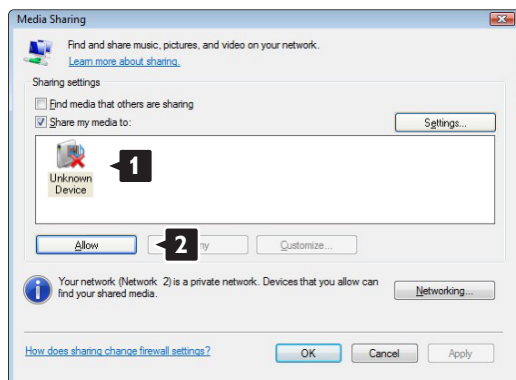 Media Sharing
Find and share music, pictures, and video on your network.
Learn more about sharing.
Sharing settings
Find media that others are sharing
Share my media to:
Settings...
1
Unknown
Device
Allow
2
Customize...
Your network (Network 2) is a private network. Devices that you allow can
find your shared media.
Networking...
How does sharing change firewall settings?
OK
Cancel
Apply